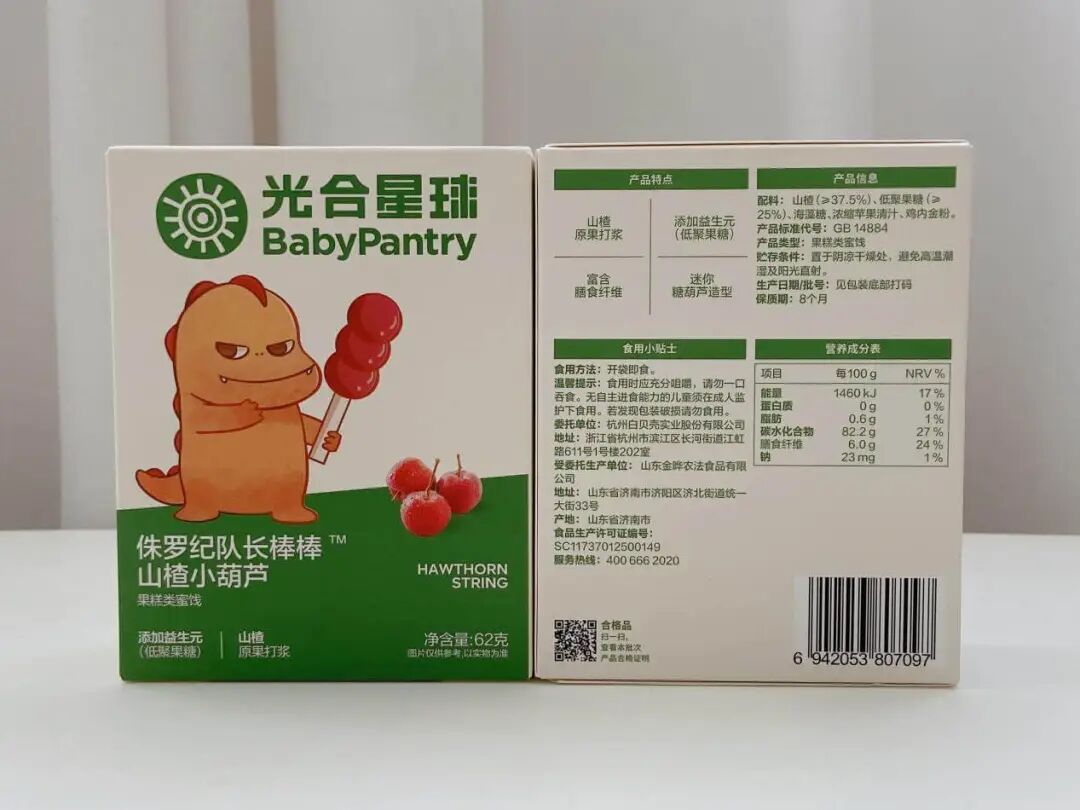 光合星球
BabyPantry
侏罗纪队长棒棒™
山楂小葫芦
果糕类蜜饯
HAWTHORN
STRING
添加益生元
（低聚果糖）
山楂
原果打浆
净含量:62克
(图片仅供参考,以实物为准
产品特点
山楂
原果打浆
添加益生元
（低聚果糖）
富含
膳食纤维
迷你
糖葫芦造型
产品信息
配料：山楂（≥37.5%）、低聚果糖（≥
25%）、海藻糖、浓缩苹果清汁、鸡内金粉。
产品标准代号：GB 14884
产品类型：果糕类蜜饯
贮存条件：置于阴凉干燥处，避免高温潮
湿及阳光直射。
生产日期/批号：见包装底部打码
保质期：8个月
食用小贴士
食用方法：开袋即食。
温馨提示：食用时应充分咀嚼，请勿一口
吞食。无自主进食能力的儿童须在成人监
护下食用。若发现包装破损请勿食用。
委托单位：杭州白贝壳实业股份有限公司
地址：浙江省杭州市滨江区长河街道江虹
路611号1号楼202室
受委托生产单位：山东金晔农法食品有限
公司
地址：山东省济南市济阳区济北街道统一
大街33号
产地：山东省济南市
食品生产许可证编号：
SC11737012500149
服务热线：400 666 2020
营养成分表
项目 每100 g NRV %
能量 1460 kJ 17 %
蛋白质 0 g 0 %
脂肪 0.6 g 1 %
碳水化合物 82.2 g 27 %
膳食纤维 6.0 g 24 %
钠 23 mg 1 %
合格品
扫一扫，
查看本批次
产品合格证明
6 942053 807097